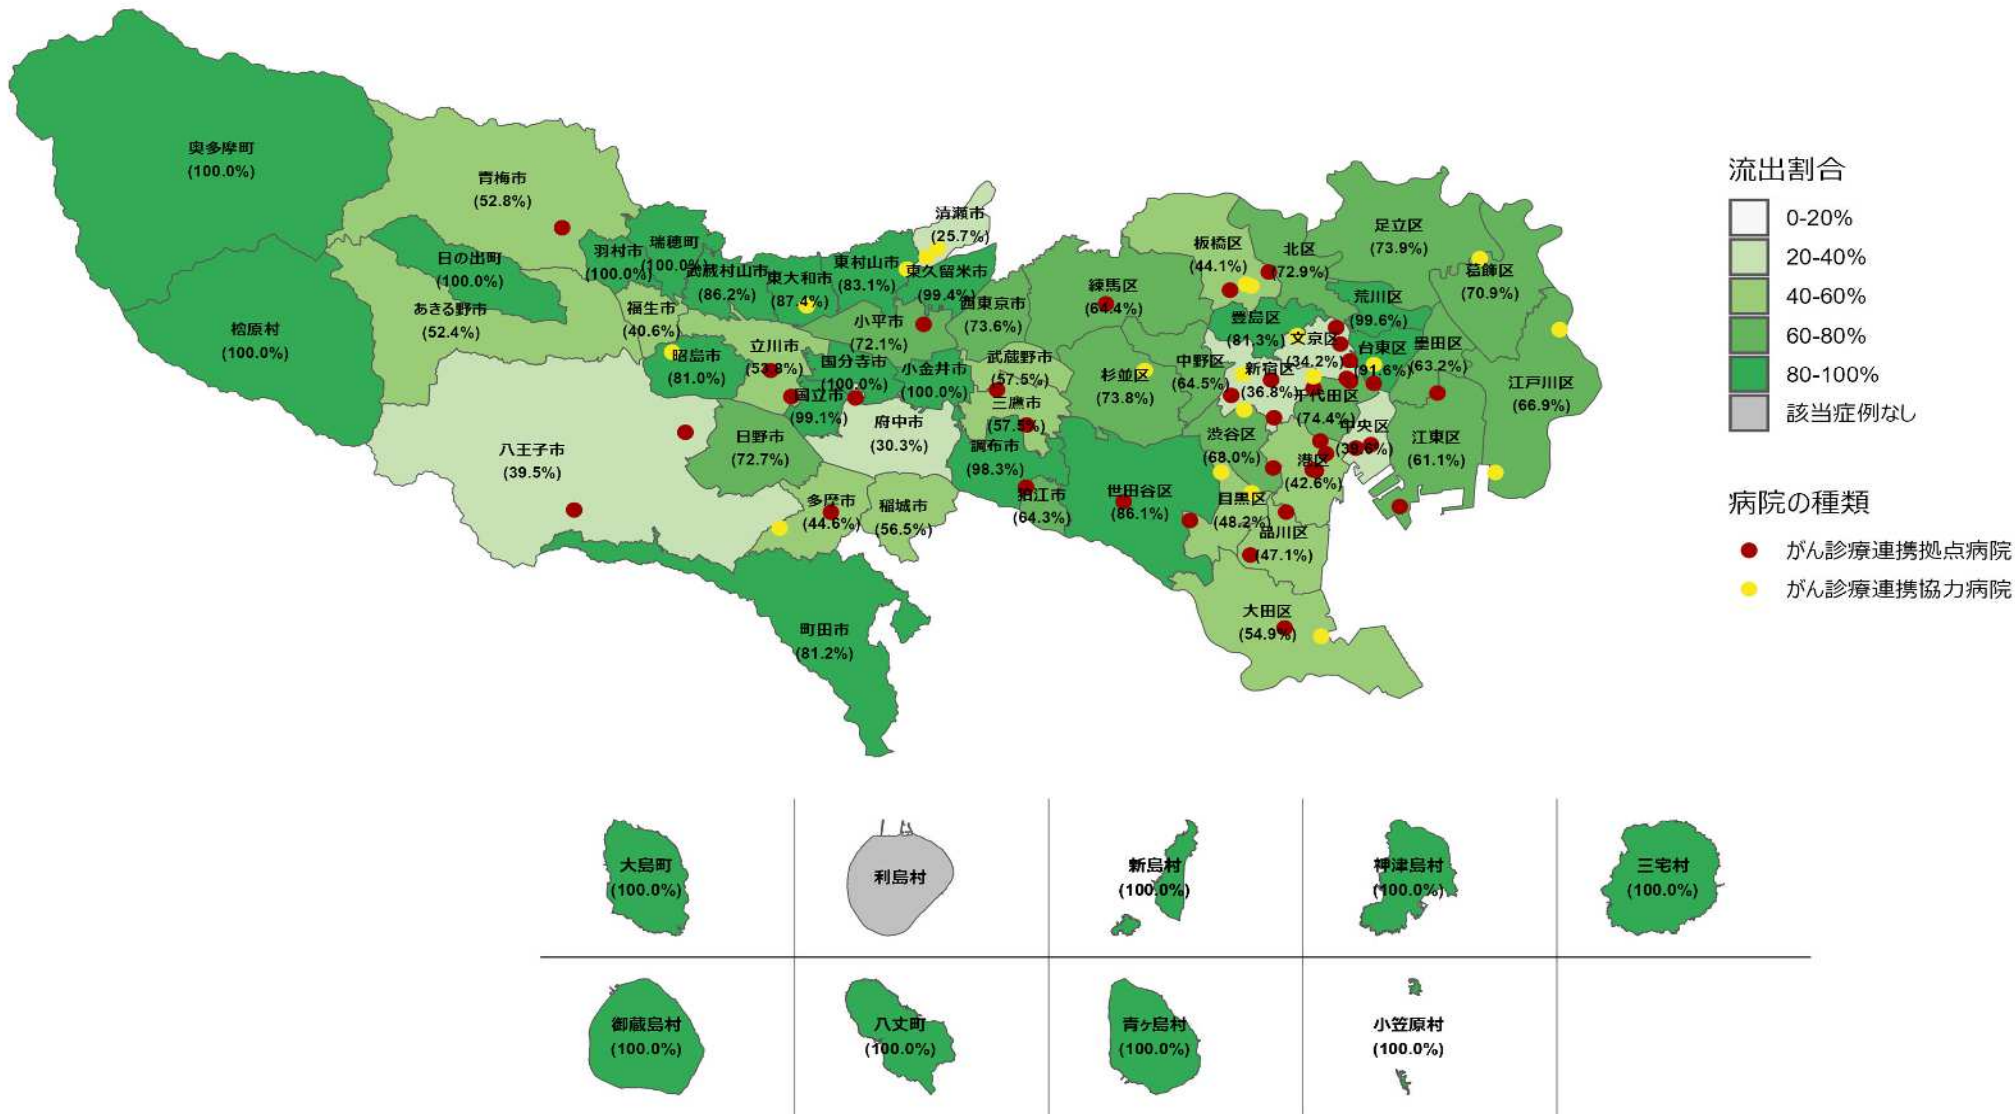 奥多摩町
(100.0%)
青梅市
(52.8%)
日の出町
(100.0%)
あきる野市
(52.4%)
檜原村
(100.0%)
羽村市
(100.0%)
瑞穂町
(100.0%)
武蔵村山市
(86.2%)
東大和市
(87.4%)
東村山市
(83.1%)
清瀬市
(25.7%)
東久留米市
(99.4%)
福生市
(40.6%)
昭島市
(81.0%)
立川市
(53.8%)
小平市
(72.1%)
西東京市
(73.6%)
国分寺市
(100.0%)
小金井市
(100.0%)
国立市
(99.1%)
武蔵野市
(57.5%)
三鷹市
(57.5%)
府中市
(30.3%)
調布市
(98.3%)
狛江市
(64.3%)
八王子市
(39.5%)
日野市
(72.7%)
多摩市
(44.6%)
稲城市
(56.5%)
町田市
(81.2%)
練馬区
(64.4%)
板橋区
(44.1%)
北区
(72.9%)
足立区
(73.9%)
葛飾区
(70.9%)
荒川区
(99.6%)
豊島区
(81.3%)
文京区
(34.2%)
台東区
(91.6%)
墨田区
(63.2%)
江戸川区
(66.9%)
中野区
(64.5%)
杉並区
(73.8%)
新宿区
(36.8%)
千代田区
(74.4%)
中央区
(39.6%)
江東区
(61.1%)
渋谷区
(68.0%)
港区
(42.6%)
世田谷区
(86.1%)
目黒区
(48.2%)
品川区
(47.1%)
大田区
(54.9%)
流出割合
0-20%
20-40%
40-60%
60-80%
80-100%
該当症例なし
病院の種類
がん診療連携拠点病院
がん診療連携協力病院
大島町
(100.0%)
利島村
新島村
(100.0%)
神津島村
(100.0%)
三宅村
(100.0%)
御蔵島村
(100.0%)
八丈町
(100.0%)
青ヶ島村
(100.0%)
小笠原村
(100.0%)